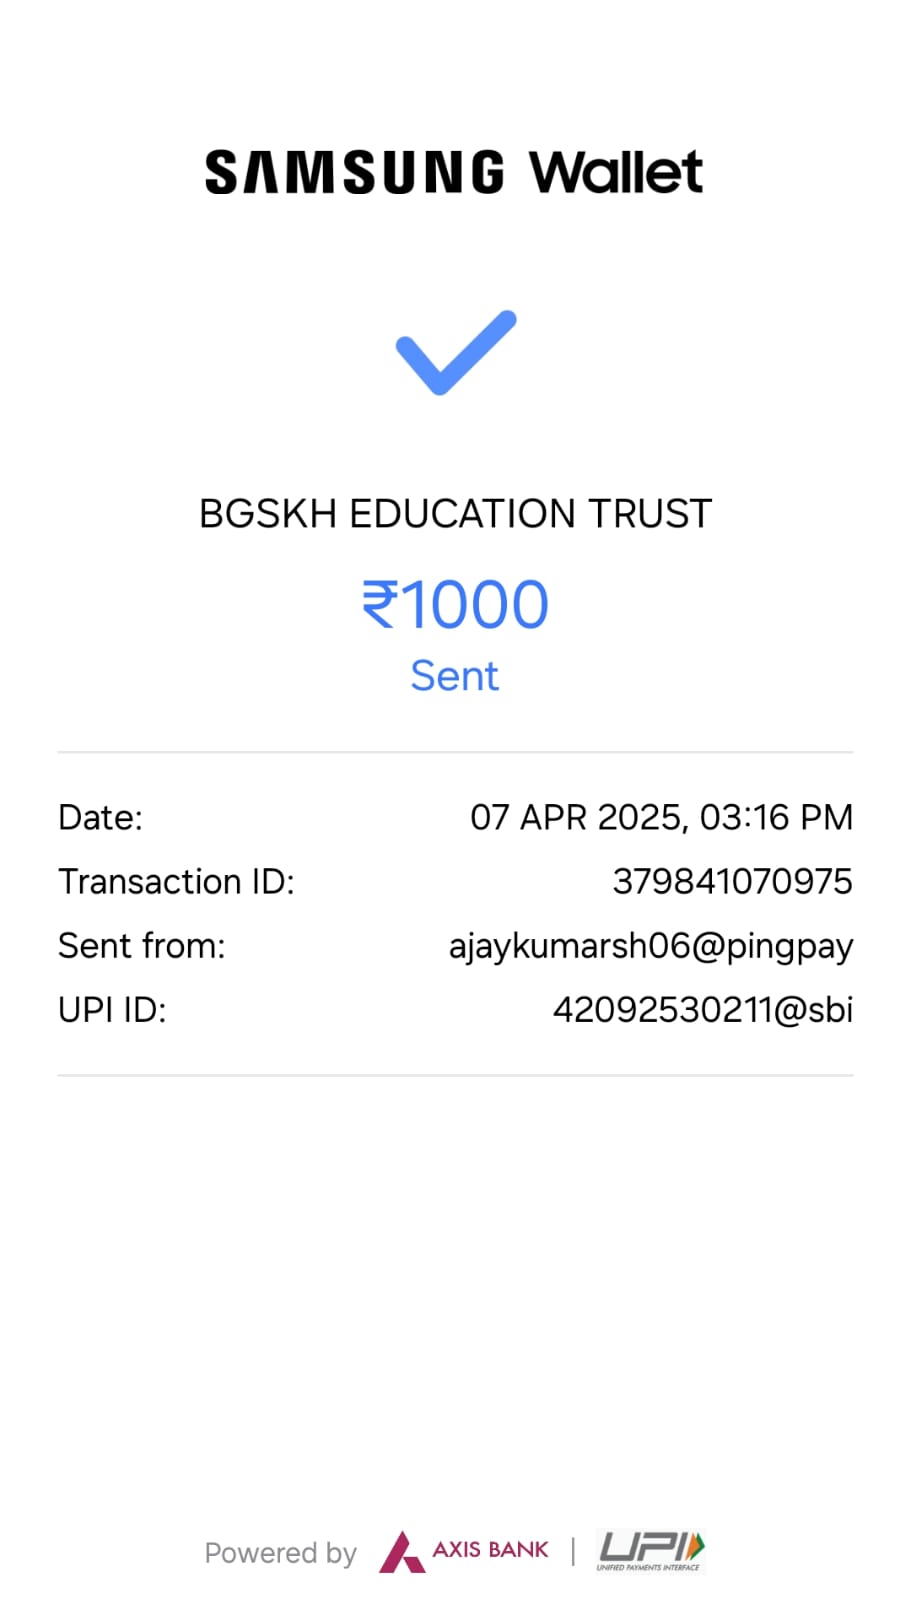 SAMSUNG Wallet
BGSKH EDUCATION TRUST
₹1000
Sent
Date: 07 APR 2025, 03:16 PM
Transaction ID: 379841070975
Sent from: ajaykumarsh06@pingpay
UPI ID: 42092530211@sbi
Powered by AXIS BANK | UPI
UNIFIED PAYMENTS INTERFACE